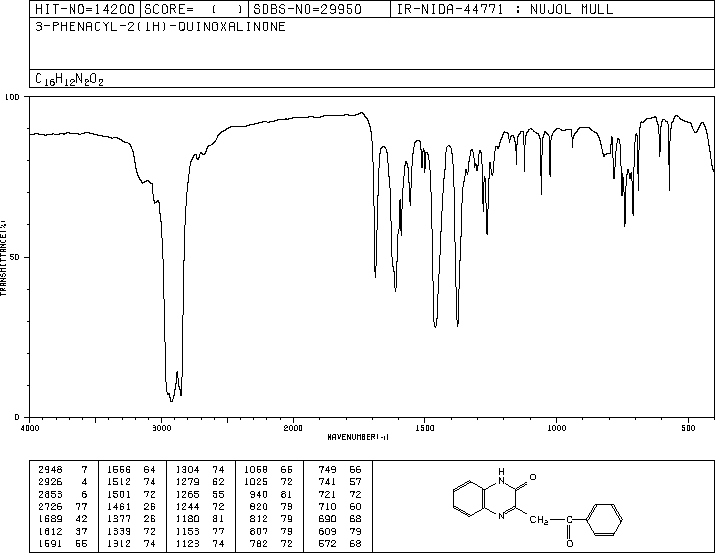 HIT-NO=14200 SCORE= ( ) SDBS-NO=29950 IR-NIDA-44771 : NUJOL MULL
3-PHENACYL-2(1H)-QUINOXALINONE
C16H12N2O2
100
50
0
TRANSMITTANCE(%)
4000 3000 2000 1500 1000 500
WAVENUMBER(-1)
2948 7 1566 64 1304 74 1058 66 749 66
2926 4 1512 74 1279 62 1025 72 741 57
2853 6 1501 72 1265 55 940 81 721 72
2726 77 1461 26 1244 72 820 79 710 60
1689 42 1377 26 1180 81 812 79 690 68
1612 37 1339 72 1153 77 807 79 609 79
1591 55 1312 74 1123 74 782 72 572 68
H
N O
N CH2 C
O